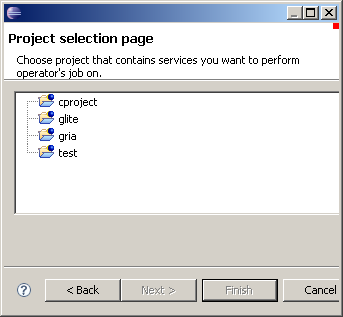 Project selection page
Choose project that contains services you want to perform
operator's job on.
cproject
glite
gria
test
?
< Back
Next >
Finish
Cancel